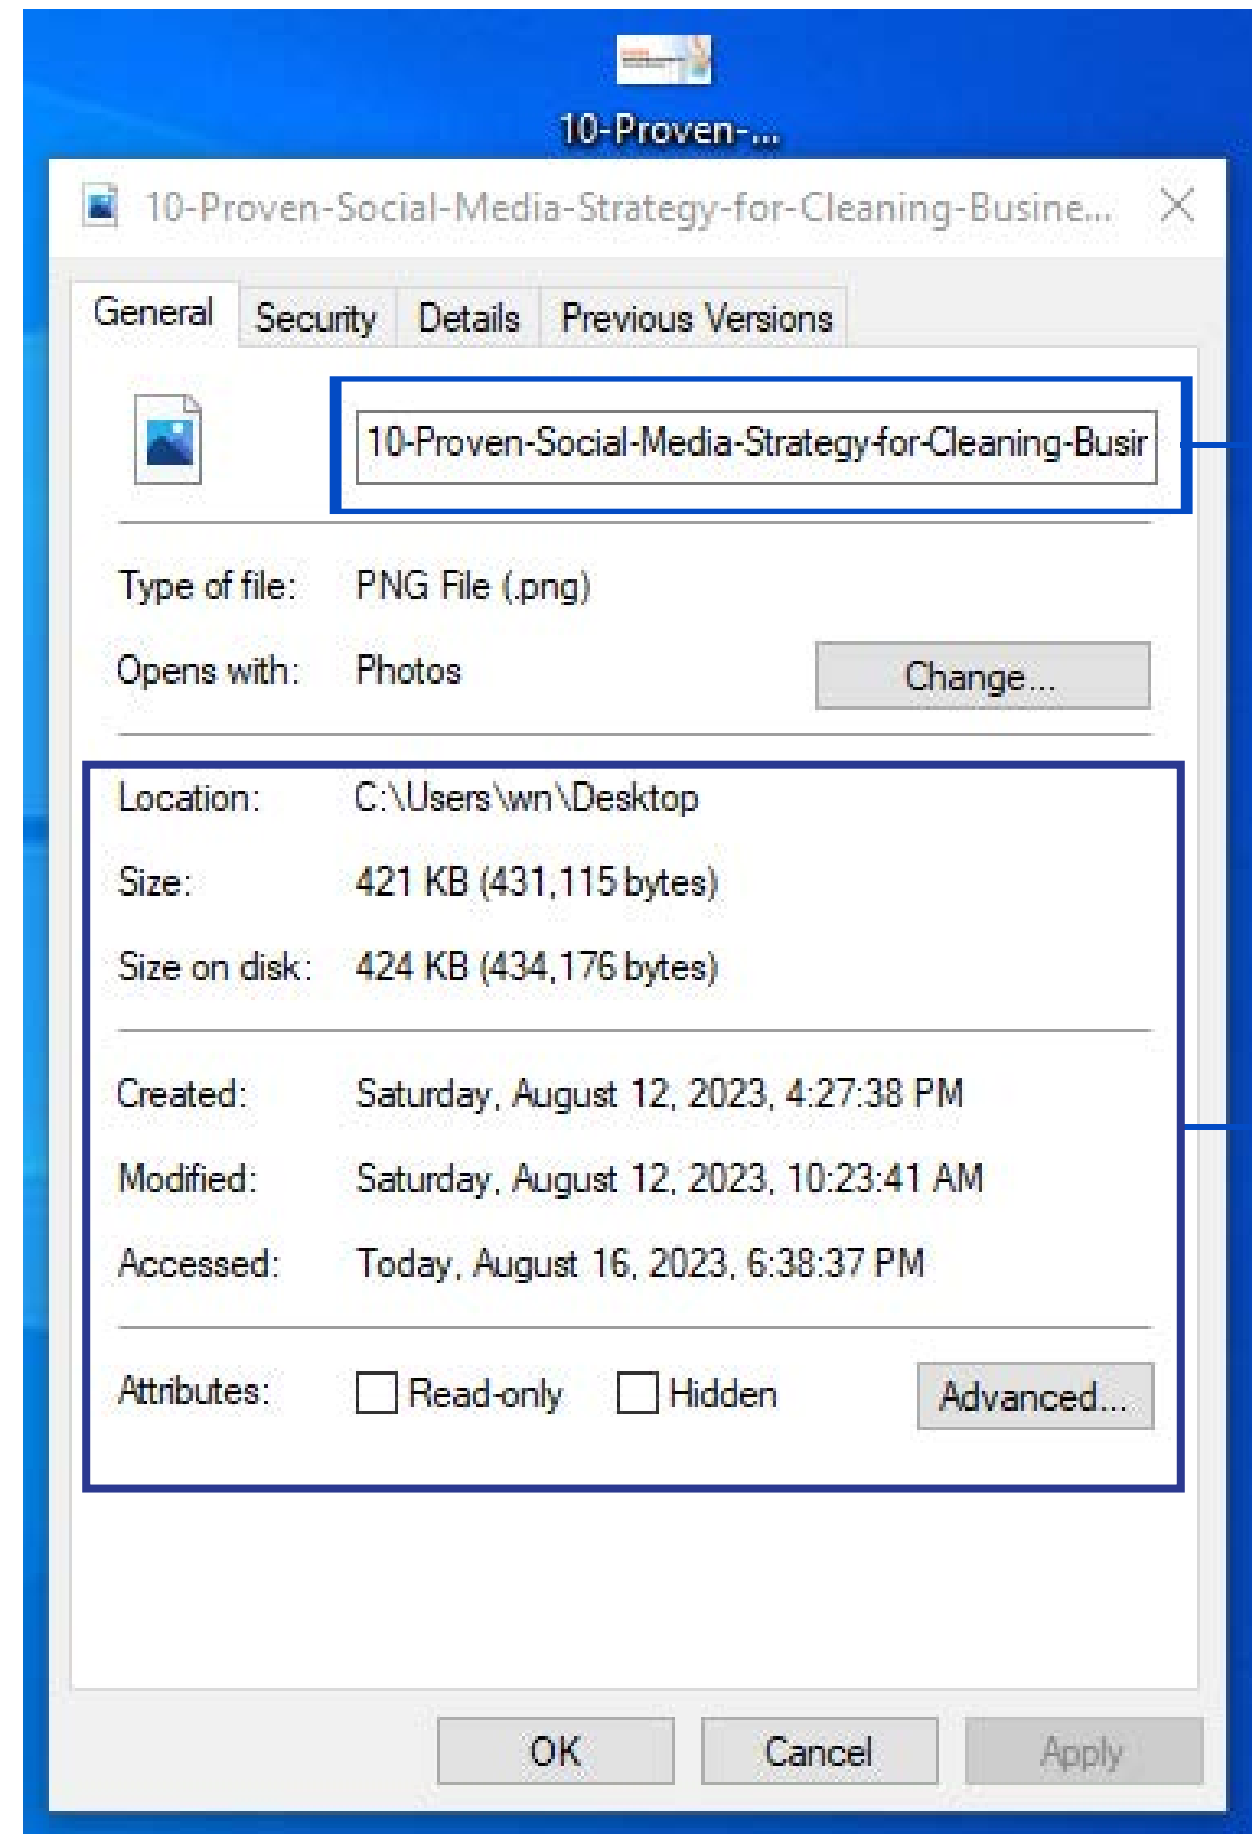 10-Proven-...
10-Proven-Social-Media-Strategy-for-Cleaning-Busine...
General Security Details Previous Versions
10-Proven-Social-Media-Strategy-for-Cleaning-Busir
Type of file: PNG File (.png)
Opens with: Photos Change...
Location: C:\Users\wn\Desktop
Size: 421 KB (431,115 bytes)
Size on disk: 424 KB (434,176 bytes)
Created: Saturday, August 12, 2023, 4:27:38 PM
Modified: Saturday, August 12, 2023, 10:23:41 AM
Accessed: Today, August 16, 2023, 6:38:37 PM
Attributes: Read-only Hidden Advanced...
OK Cancel Apply